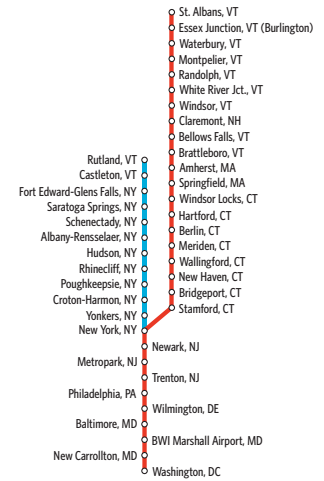 St. Albans, VT
Essex Junction, VT (Burlington)
Waterbury, VT
Montpelier, VT
Randolph, VT
White River Jct., VT
Windsor, VT
Claremont, NH
Bellows Falls, VT
Brattleboro, VT
Amherst, MA
Springfield, MA
Windsor Locks, CT
Hartford, CT
Berlin, CT
Meriden, CT
Wallingford, CT
New Haven, CT
Bridgeport, CT
Stamford, CT
Rutland, VT
Castleton, VT
Fort Edward-Glens Falls, NY
Saratoga Springs, NY
Schenectady, NY
Albany-Rensselaer, NY
Hudson, NY
Rhinecliff, NY
Poughkeepsie, NY
Croton-Harmon, NY
Yonkers, NY
New York, NY
Newark, NJ
Metropark, NJ
Trenton, NJ
Philadelphia, PA
Wilmington, DE
Baltimore, MD
BWI Marshall Airport, MD
New Carrollton, MD
Washington, DC